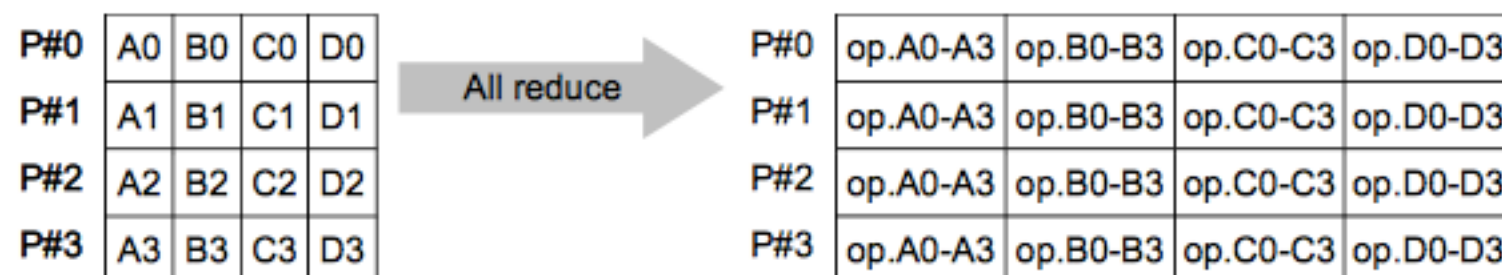 P#0 A0 B0 C0 D0 All reduce P#0 op.A0-A3 op.B0-B3 op.C0-C3 op.D0-D3
P#1 A1 B1 C1 D1 P#1 op.A0-A3 op.B0-B3 op.C0-C3 op.D0-D3
P#2 A2 B2 C2 D2 P#2 op.A0-A3 op.B0-B3 op.C0-C3 op.D0-D3
P#3 A3 B3 C3 D3 P#3 op.A0-A3 op.B0-B3 op.C0-C3 op.D0-D3